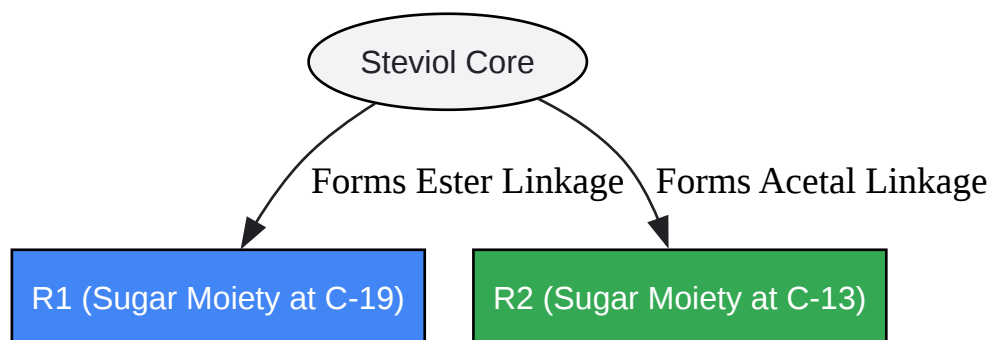 Steviol Core
Forms Ester Linkage
Forms Acetal Linkage
R1 (Sugar Moiety at C-19)
R2 (Sugar Moiety at C-13)